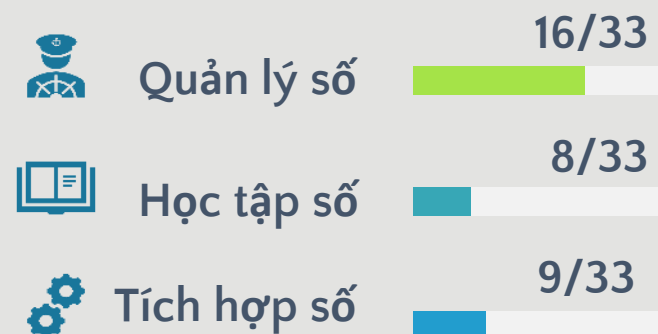 16/33
Quản lý số
8/33
Học tập số
9/33
Tích hợp số